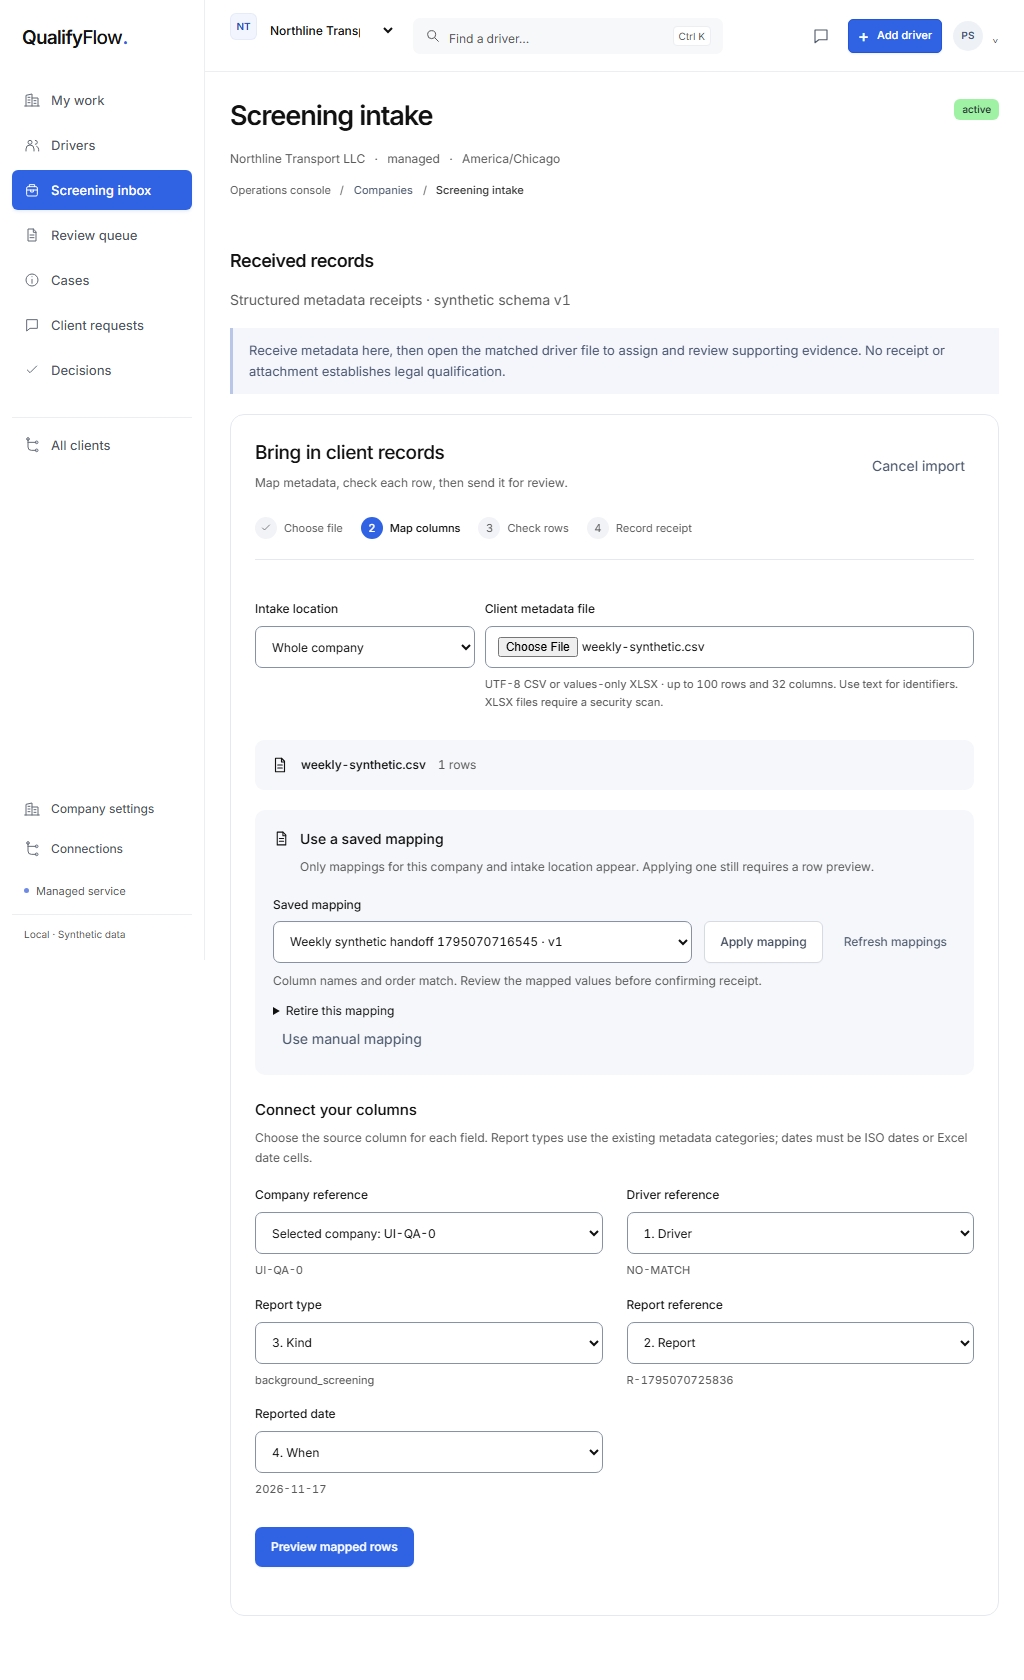 QualifyFlow.
NT
Northline Transp
Find a driver...
Ctrl K
+ Add driver
PS
My work
Drivers
Screening inbox
Review queue
Cases
Client requests
Decisions
All clients
Company settings
Connections
Managed service
Local · Synthetic data
Screening intake
active
Northline Transport LLC · managed · America/Chicago
Operations console / Companies / Screening intake
Received records
Structured metadata receipts · synthetic schema v1
Receive metadata here, then open the matched driver file to assign and review supporting evidence. No receipt or
attachment establishes legal qualification.
Bring in client records
Map metadata, check each row, then send it for review.
Cancel import
Choose file
2 Map columns
3 Check rows
4 Record receipt
Intake location
Whole company
Client metadata file
Choose File weekly-synthetic.csv
UTF-8 CSV or values-only XLSX · up to 100 rows and 32 columns. Use text for identifiers.
XLSX files require a security scan.
weekly-synthetic.csv 1 rows
Use a saved mapping
Only mappings for this company and intake location appear. Applying one still requires a row preview.
Saved mapping
Weekly synthetic handoff 1795070716545 · v1
Apply mapping
Refresh mappings
Column names and order match. Review the mapped values before confirming receipt.
Retire this mapping
Use manual mapping
Connect your columns
Choose the source column for each field. Report types use the existing metadata categories; dates must be ISO dates or Excel
date cells.
Company reference
Selected company: UI-QA-0
UI-QA-0
Driver reference
1. Driver
NO-MATCH
Report type
3. Kind
background_screening
Report reference
2. Report
R-1795070725836
Reported date
4. When
2026-11-17
Preview mapped rows